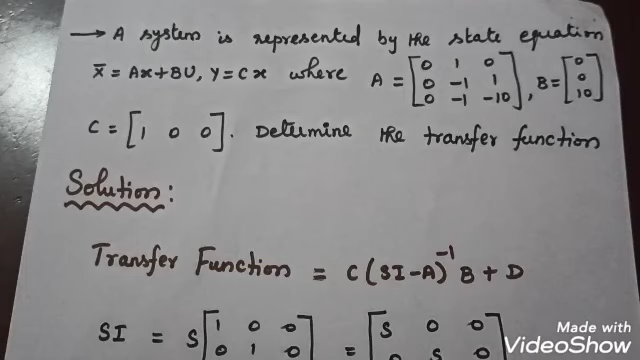 → A system is represented by the state equation
X̄ = Ax+BU, Y=Cx where A = [0 1 0; 0 -1 1; 0 -1 -10], B = [0; 0; 10]
C = [1 0 0]. Determine the transfer function
Solution:
Transfer Function = C(SI-A)⁻¹ B + D
SI = S[1 0 0; 0 1 0 = [S 0 0; 0 S 0
Made with
VideoShow